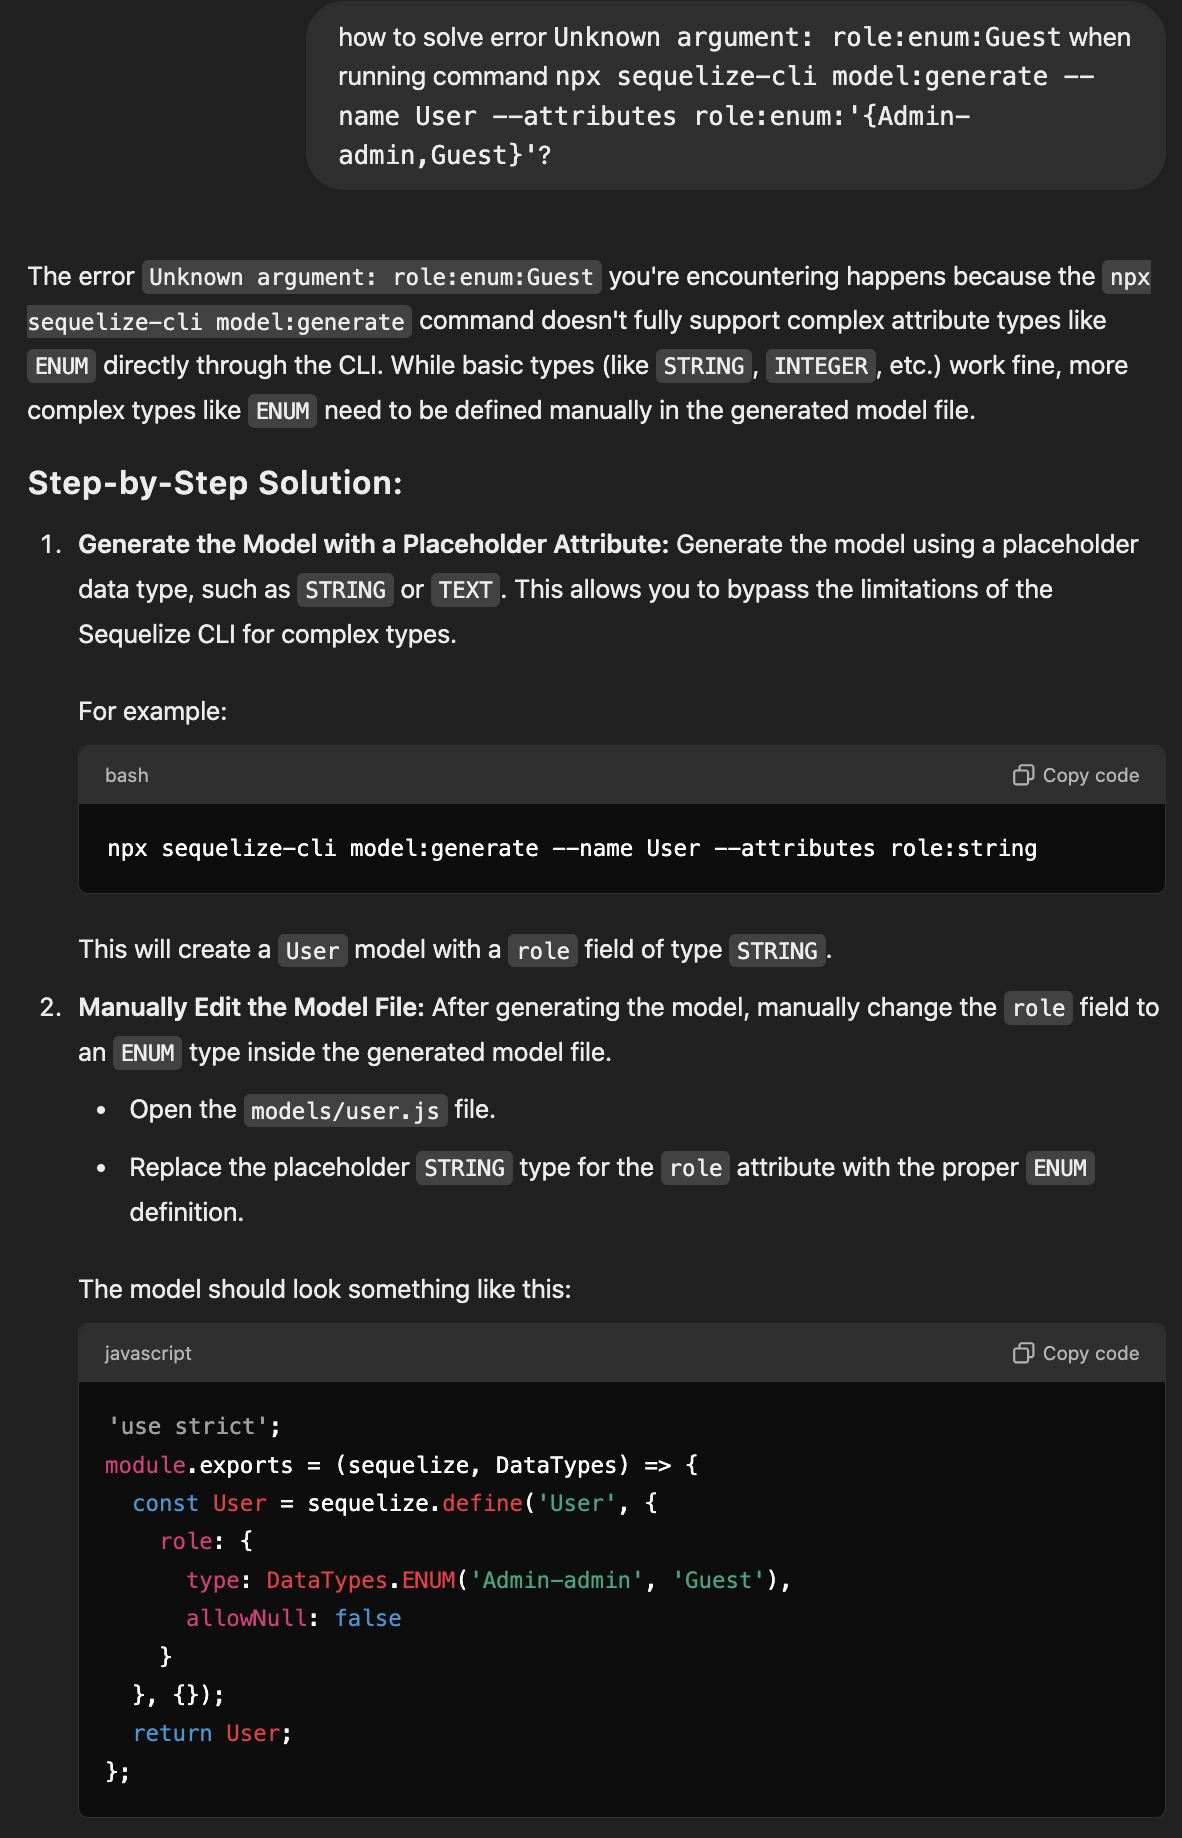 how to solve error Unknown argument: role:enum:Guest when
running command npx sequelize-cli model:generate --
name User --attributes role:enum:'{Admin-
admin,Guest}'?
The error Unknown argument: role:enum:Guest you're encountering happens because the npx
sequelize-cli model:generate command doesn't fully support complex attribute types like
ENUM directly through the CLI. While basic types (like STRING, INTEGER, etc.) work fine, more
complex types like ENUM need to be defined manually in the generated model file.
Step-by-Step Solution:
1. Generate the Model with a Placeholder Attribute: Generate the model using a placeholder
data type, such as STRING or TEXT. This allows you to bypass the limitations of the
Sequelize CLI for complex types.
For example:
bash Copy code
npx sequelize-cli model:generate --name User --attributes role:string
This will create a User model with a role field of type STRING.
2. Manually Edit the Model File: After generating the model, manually change the role field to
an ENUM type inside the generated model file.
• Open the models/user.js file.
• Replace the placeholder STRING type for the role attribute with the proper ENUM
definition.
The model should look something like this:
javascript Copy code
'use strict';
module.exports = (sequelize, DataTypes) => {
  const User = sequelize.define('User', {
    role: {
      type: DataTypes.ENUM('Admin-admin', 'Guest'),
      allowNull: false
    }
  }, {});
  return User;
};